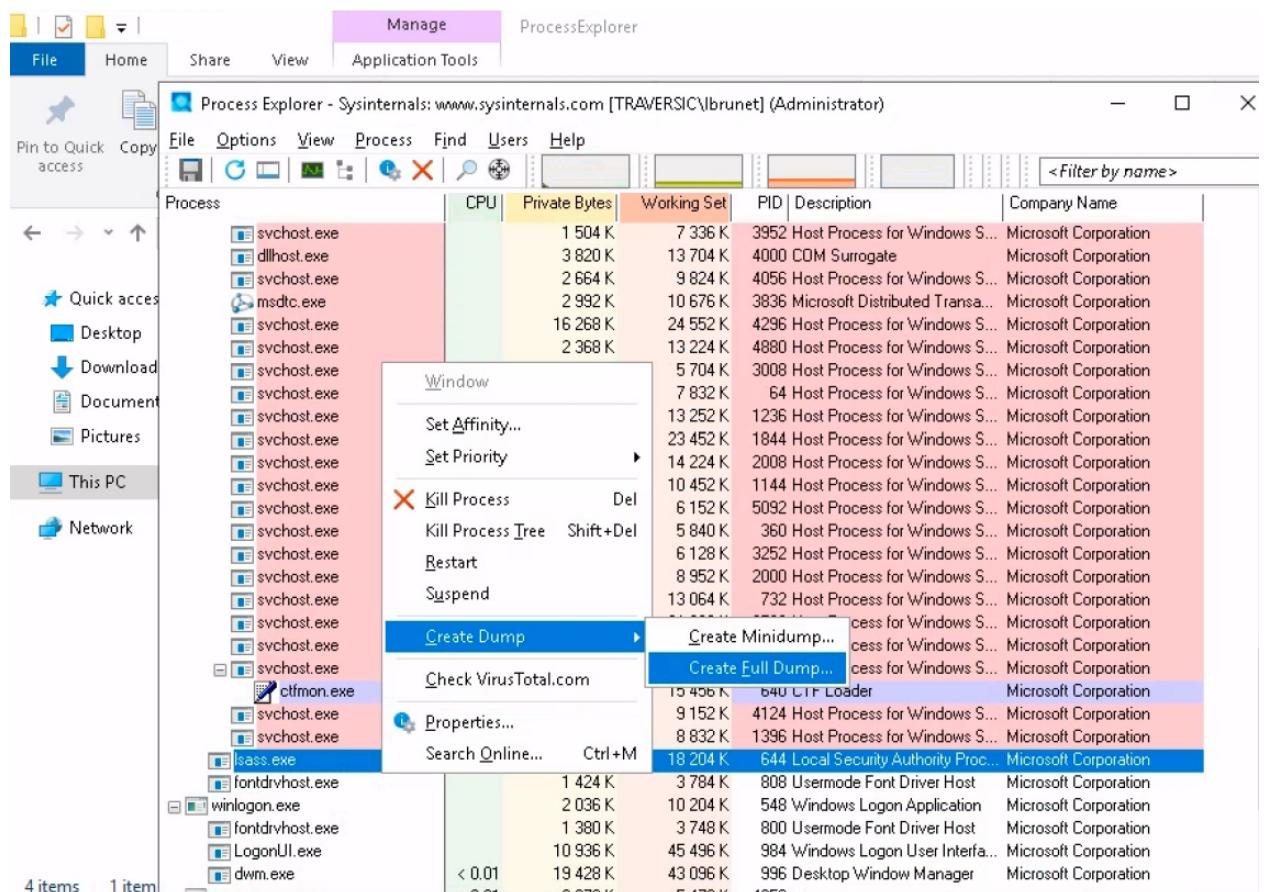 Manage ProcessExplorer
File Home Share View Application Tools
Process Explorer - Sysinternals: www.sysinternals.com [TRAVERSIC\lbrunet] (Administrator)
Pin to Quick access
Copy
File Options View Process Find Users Help
<Filter by name>
Process CPU Private Bytes Working Set PID Description Company Name
svchost.exe 1 504 K 7 336 K 3952 Host Process for Windows S... Microsoft Corporation
dllhost.exe 3 820 K 13 704 K 4000 COM Surrogate Microsoft Corporation
svchost.exe 2 664 K 9 824 K 4056 Host Process for Windows S... Microsoft Corporation
msdtc.exe 2 992 K 10 676 K 3836 Microsoft Distributed Transa... Microsoft Corporation
svchost.exe 16 268 K 24 552 K 4296 Host Process for Windows S... Microsoft Corporation
svchost.exe 2 368 K 13 224 K 4880 Host Process for Windows S... Microsoft Corporation
svchost.exe 5 704 K 3008 Host Process for Windows S... Microsoft Corporation
svchost.exe 7 832 K 64 Host Process for Windows S... Microsoft Corporation
svchost.exe 13 252 K 1236 Host Process for Windows S... Microsoft Corporation
svchost.exe 23 452 K 1844 Host Process for Windows S... Microsoft Corporation
svchost.exe 14 224 K 2008 Host Process for Windows S... Microsoft Corporation
svchost.exe 10 452 K 1144 Host Process for Windows S... Microsoft Corporation
svchost.exe 6 152 K 5092 Host Process for Windows S... Microsoft Corporation
svchost.exe 5 840 K 360 Host Process for Windows S... Microsoft Corporation
svchost.exe 6 128 K 3252 Host Process for Windows S... Microsoft Corporation
svchost.exe 8 952 K 2000 Host Process for Windows S... Microsoft Corporation
svchost.exe 13 064 K 732 Host Process for Windows S... Microsoft Corporation
svchost.exe Microsoft Corporation
svchost.exe cess for Windows S... Microsoft Corporation
svchost.exe cess for Windows S... Microsoft Corporation
ctfmon.exe 15 456 K 640 CTF Loader Microsoft Corporation
svchost.exe 9 152 K 4124 Host Process for Windows S... Microsoft Corporation
svchost.exe 8 832 K 1396 Host Process for Windows S... Microsoft Corporation
lsass.exe 18 204 K 644 Local Security Authority Proc... Microsoft Corporation
fontdrvhost.exe 1 424 K 3 784 K 808 Usermode Font Driver Host Microsoft Corporation
winlogon.exe 2 036 K 10 204 K 548 Windows Logon Application Microsoft Corporation
fontdrvhost.exe 1 380 K 3 748 K 800 Usermode Font Driver Host Microsoft Corporation
LogonUI.exe 10 936 K 45 496 K 984 Windows Logon User Interfa... Microsoft Corporation
dwm.exe < 0.01 19 428 K 43 096 K 996 Desktop Window Manager Microsoft Corporation
Window
Set Affinity...
Set Priority
Kill Process Del
Kill Process Tree Shift+Del
Restart
Suspend
Create Dump
Check VirusTotal.com
Properties...
Search Online... Ctrl+M
Create Minidump...
Create Full Dump...
Quick acces
Desktop
Download
Document
Pictures
This PC
Network
4 items 1 item